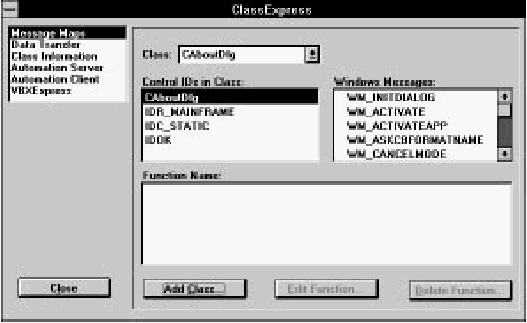 ClassExpress
Message Maps
Data Transfer
Class Information
Automation Server
Automation Client
VBXExpress
Class: CAboutDlg
Control IDs in Class:
CAboutDlg
IDR_MAINFRAME
IDC_STATIC
IDOK
Windows Messages:
WM_INITDIALOG
WM_ACTIVATE
WM_ACTIVATEAPP
WM_ASKCBFORMATNAME
WM_CANCELMODE
Function Name:
Close
Add Class...
Edit Function...
Delete Function...